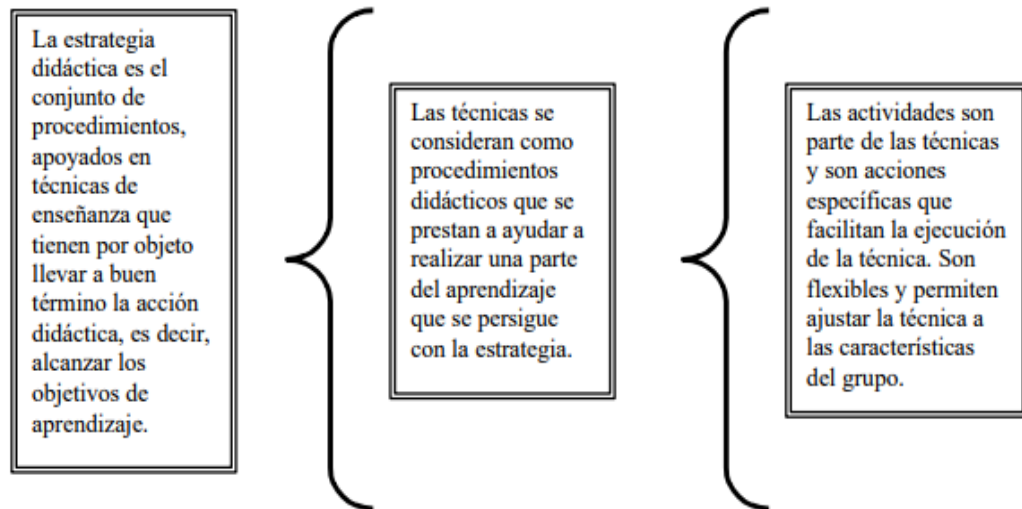 La estrategia
didáctica es el
conjunto de
procedimientos,
apoyados en
técnicas de
enseñanza que
tienen por objeto
llevar a buen
término la acción
didáctica, es decir,
alcanzar los
objetivos de
aprendizaje.
Las técnicas se
consideran como
procedimientos
didácticos que se
prestan a ayudar a
realizar una parte
del aprendizaje
que se persigue
con la estrategia.
Las actividades son
parte de las técnicas
y son acciones
específicas que
facilitan la ejecución
de la técnica. Son
flexibles y permiten
ajustar la técnica a
las características
del grupo.